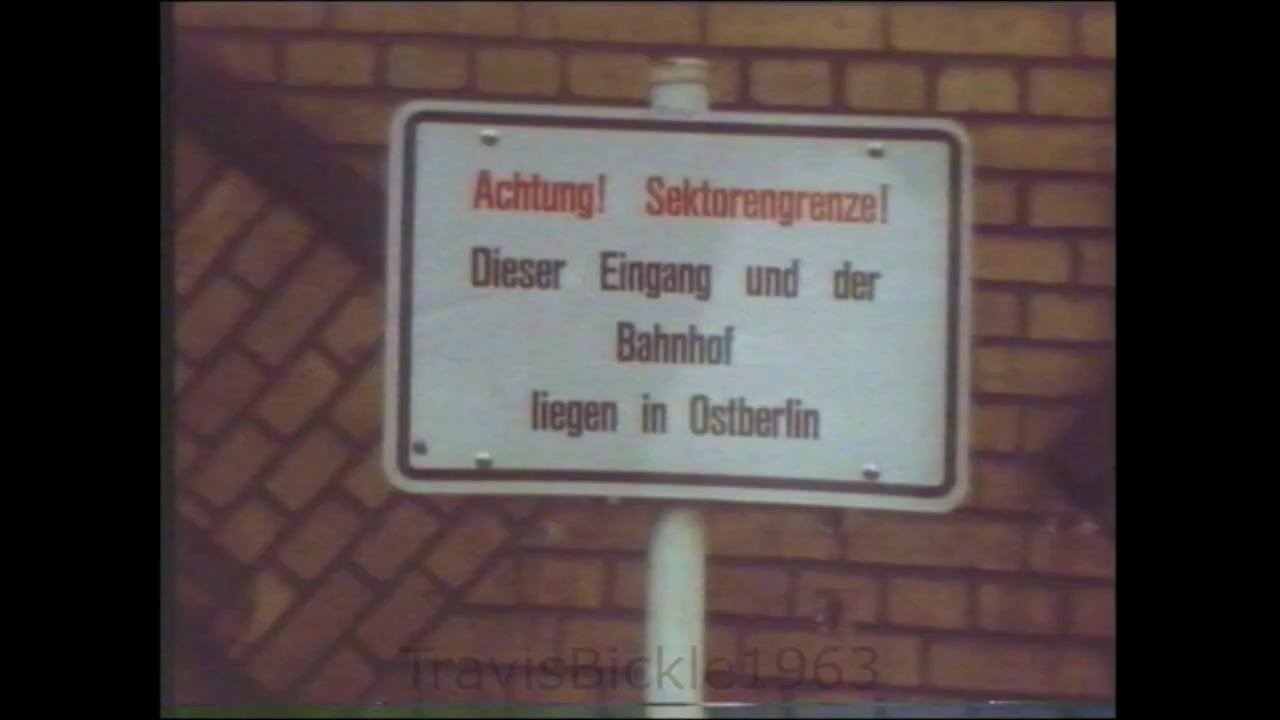 Achtung! Sektorengrenze!
Dieser Eingang und der
Bahnhof
liegen in Ostberlin
TravisBickle1963